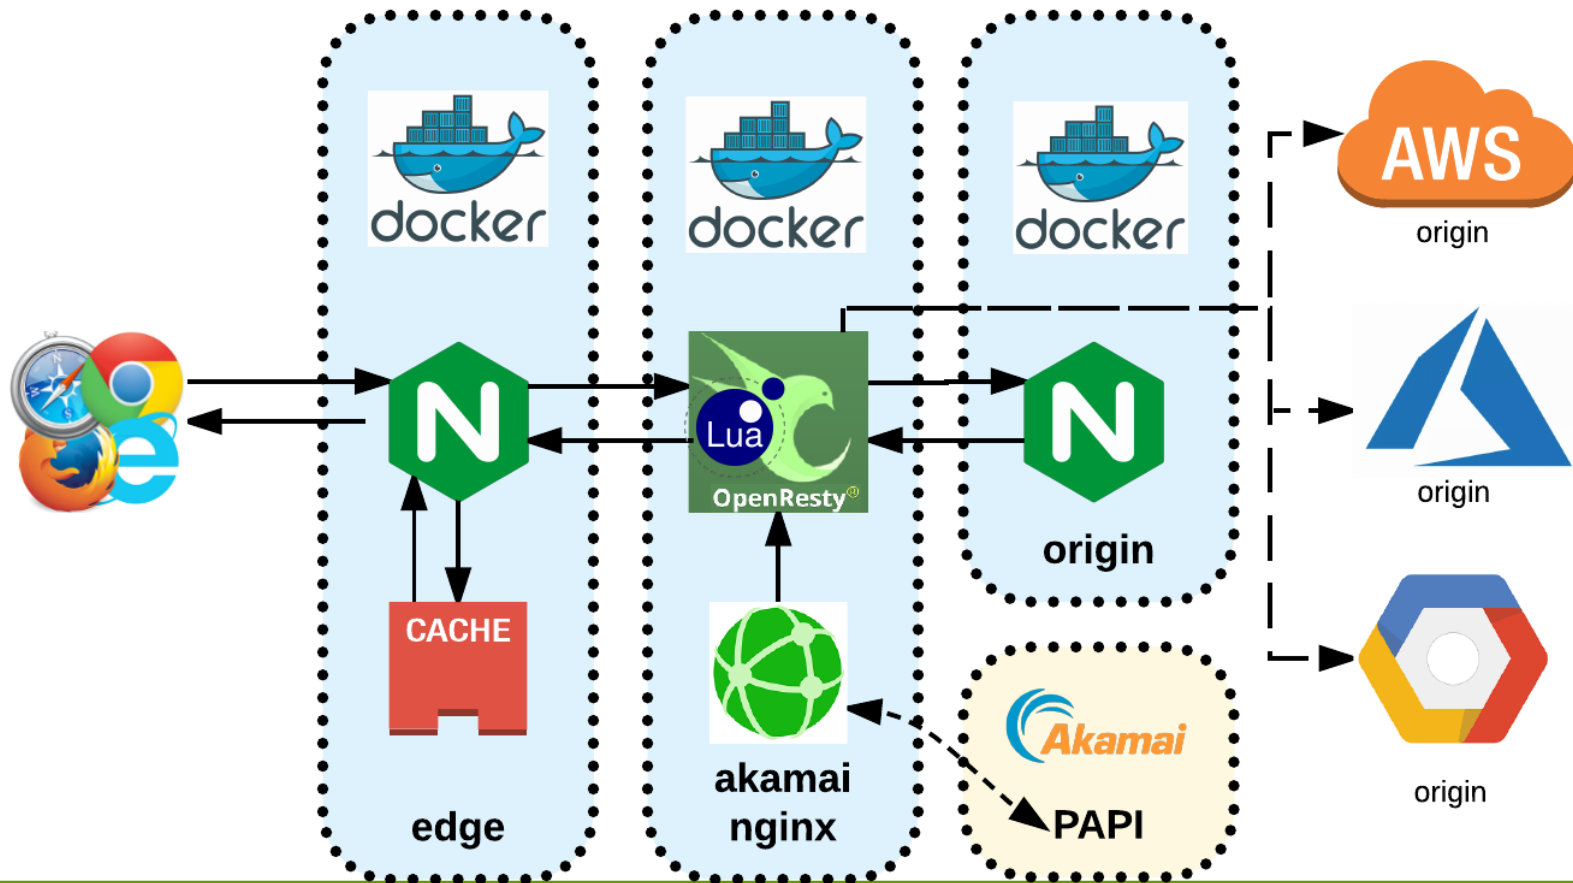 docker
docker
docker
AWS
origin
N
N
Lua
OpenResty®
origin
origin
CACHE
akamai
nginx
edge
Akamai
PAPI
origin